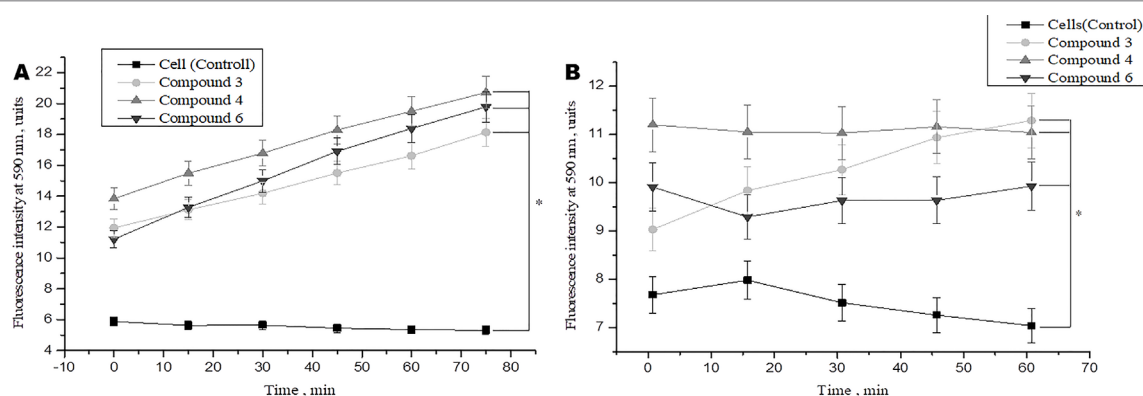 A
Cell (Controll)
Compound 3
Compound 4
Compound 6
Fluorescence intensity at 590 nm, units
22
20
18
16
14
12
10
8
6
4
-10 0 10 20 30 40 50 60 70 80
Time , min
*
B
Cells(Control)
Compound 3
Compound 4
Compound 6
Fluorescence intensity at 590 nm, units
12
11
10
9
8
7
0 10 20 30 40 50 60 70
Time , min
*